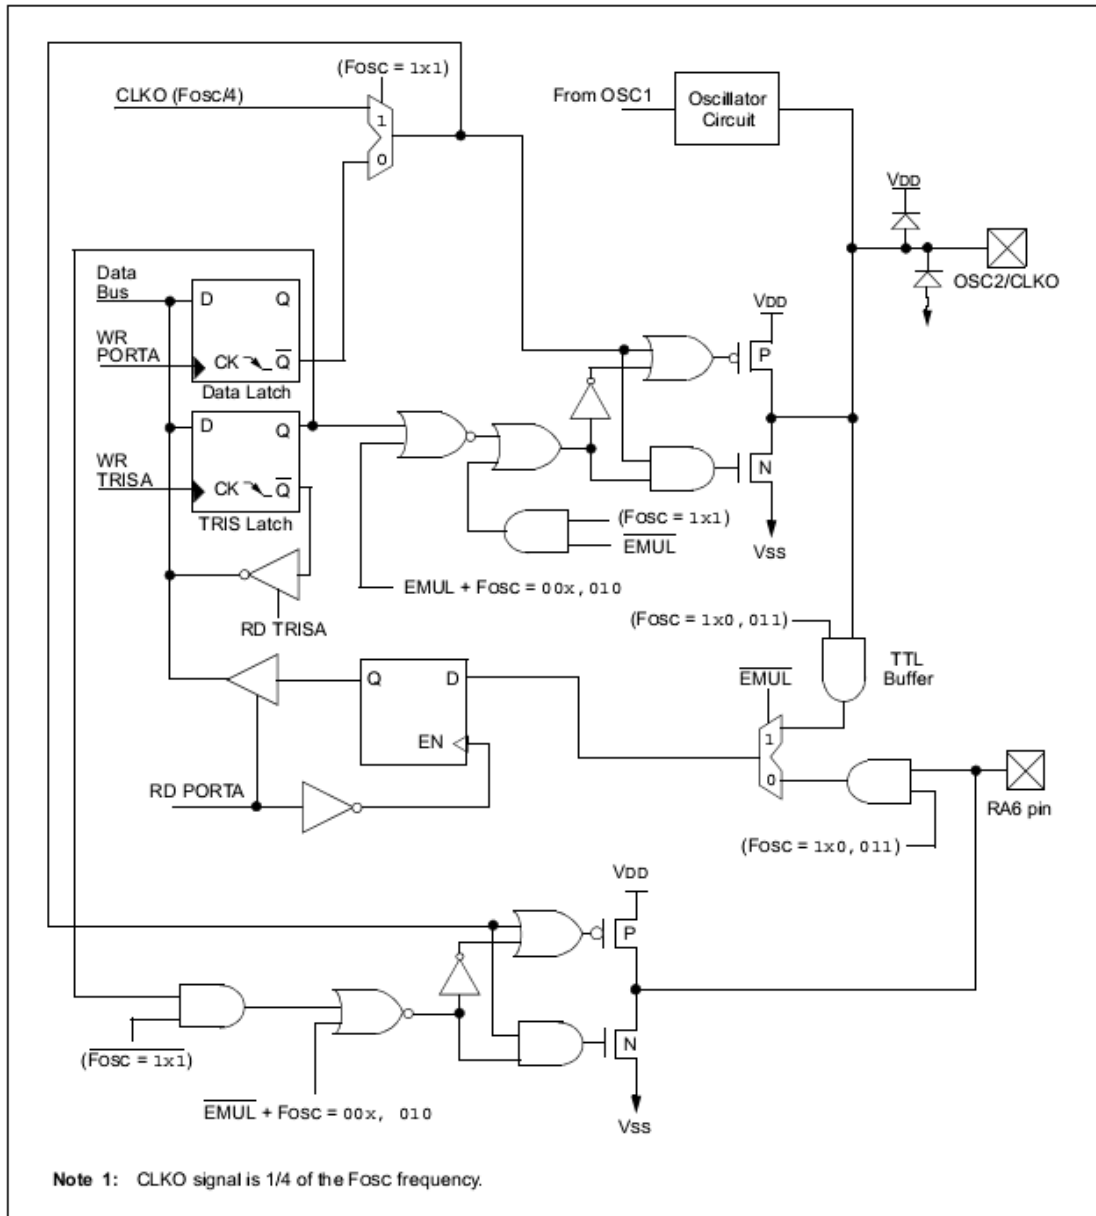 (FOSC = 1x1)
CLKO (FOSC/4)
1
0
From OSC1
Oscillator
Circuit
VDD
OSC2/CLKO
Data
Bus
D
Q
WR
PORTA
CK
Q
Data Latch
VDD
P
D
Q
WR
TRISA
CK
Q
TRIS Latch
N
(FOSC = 1x1)
EMUL
VSS
EMUL + FOSC = 00x, 010
RD TRISA
(FOSC = 1x0, 011)
TTL
Buffer
EMUL
Q
D
EN
1
0
RD PORTA
RA6 pin
(FOSC = 1x0, 011)
VDD
P
N
(FOSC = 1x1)
EMUL + FOSC = 00x, 010
VSS
Note 1: CLKO signal is 1/4 of the FOSC frequency.